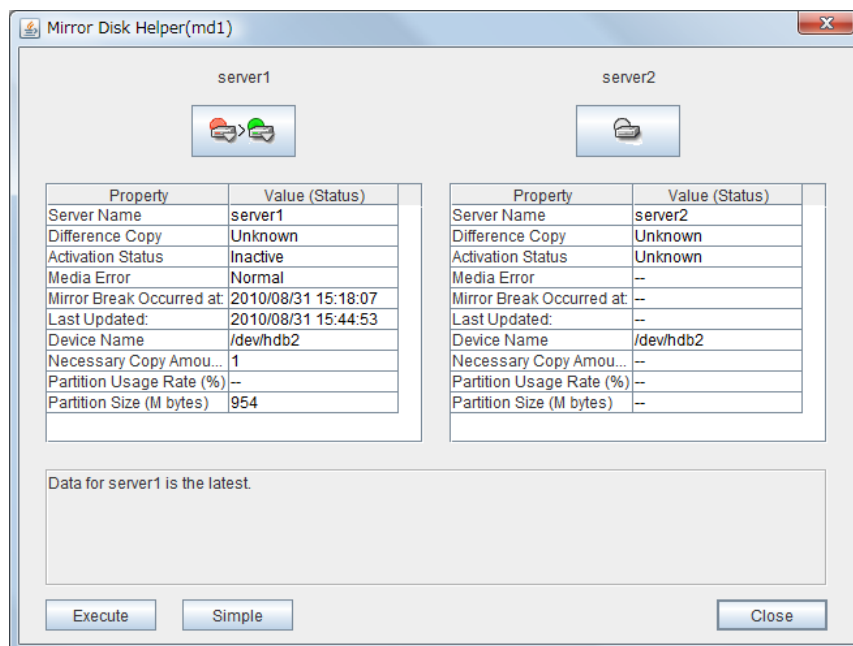 Mirror Disk Helper(md1)
server1
server2
Property Value (Status)
Server Name server1
Difference Copy Unknown
Activation Status Inactive
Media Error Normal
Mirror Break Occurred at: 2010/08/31 15:18:07
Last Updated: 2010/08/31 15:44:53
Device Name /dev/hdb2
Necessary Copy Amou... 1
Partition Usage Rate (%) --
Partition Size (M bytes) 954
Property Value (Status)
Server Name server2
Difference Copy Unknown
Activation Status Unknown
Media Error --
Mirror Break Occurred at: --
Last Updated: --
Device Name /dev/hdb2
Necessary Copy Amou... --
Partition Usage Rate (%) --
Partition Size (M bytes) --
Data for server1 is the latest.
Execute
Simple
Close